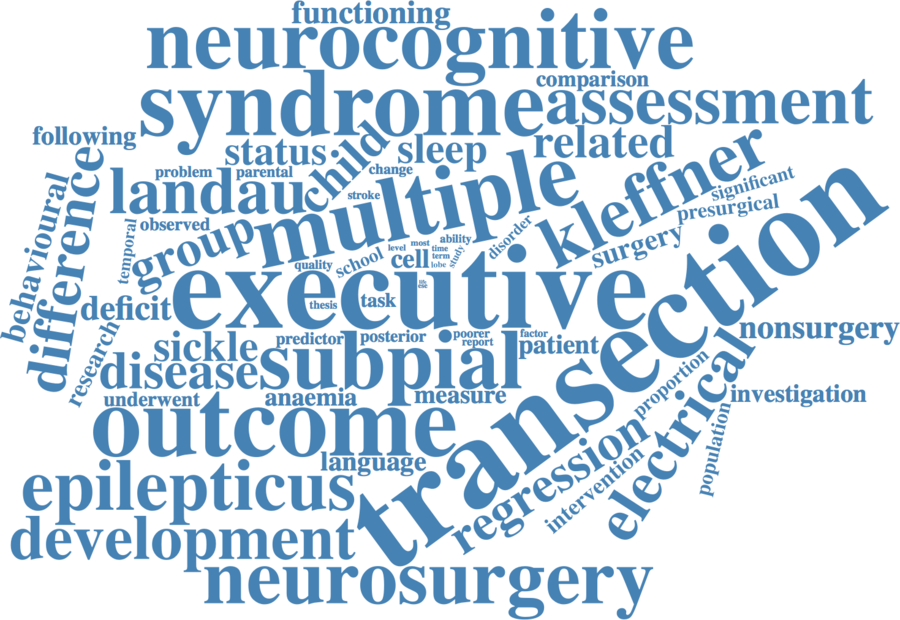 functioning
neurocognitive
comparison
syndrome
assessment
following
status
child
sleep
related
problem
parental
change
landau
stroke
multiple
kleffner
significant
presurgical
behavioural
difference
temporal
observed
group
surgery
disorder
ability
most
level
time
term
lobe
study
school
quality
cell
life
cse
executive
thesis
task
transection
deficit
research
sickle
predictor
posterior
poorer
report
factor
patient
nonsurgery
disease
subpial
underwent
anaemia
measure
proportion
electrical
investigation
population
outcome
language
regression
intervention
epilepticus
development
neurosurgery